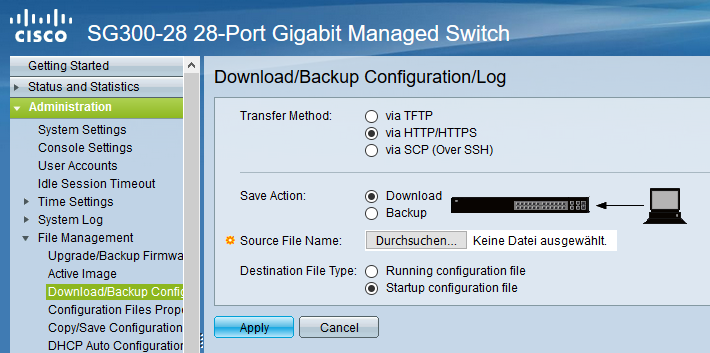 CISCO SG300-28 28-Port Gigabit Managed Switch
Getting Started
Status and Statistics
Administration
System Settings
Console Settings
User Accounts
Idle Session Timeout
Time Settings
System Log
File Management
Upgrade/Backup Firmwa
Active Image
Download/Backup Config
Configuration Files Prope
Copy/Save Configuration
DHCP Auto Configuration
Download/Backup Configuration/Log
Transfer Method: via TFTP
via HTTP/HTTPS
via SCP (Over SSH)
Save Action: Download
Backup
Source File Name: Durchsuchen... Keine Datei ausgewählt.
Destination File Type: Running configuration file
Startup configuration file
Apply Cancel